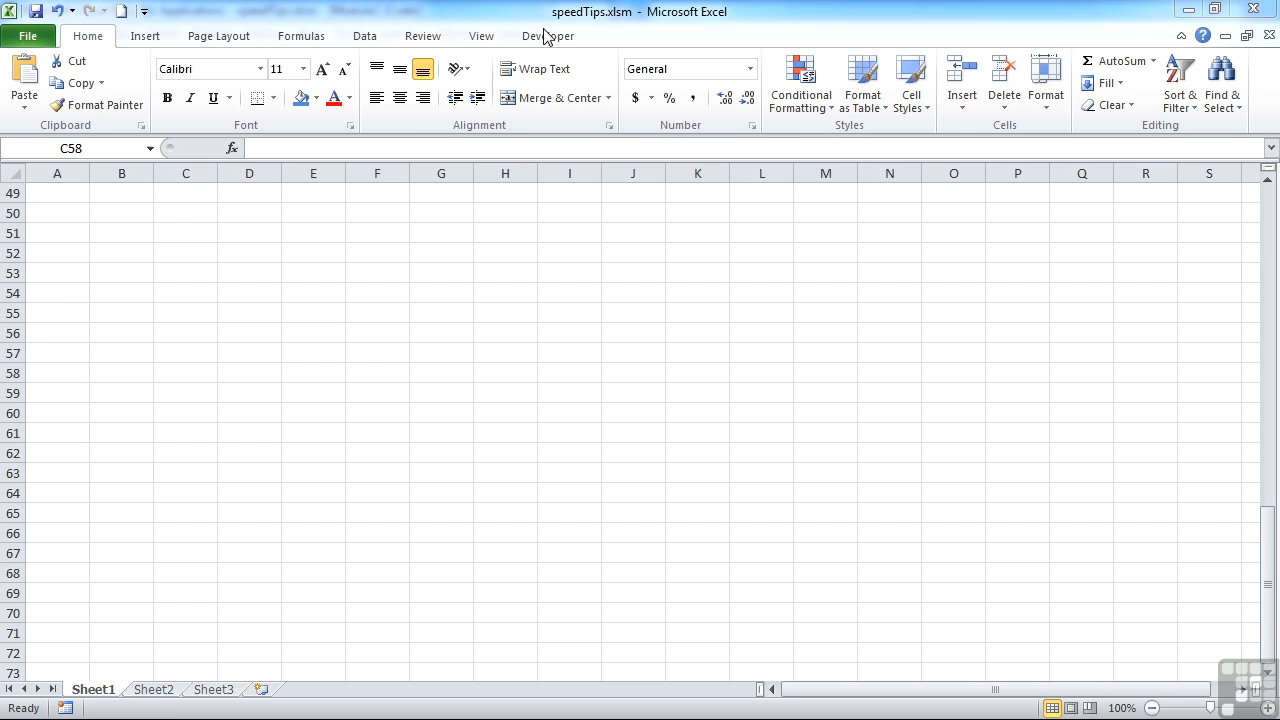 speedTips.xlsm - Microsoft Excel
File Home Insert Page Layout Formulas Data Review View Developer
Paste Cut Copy Format Painter
Clipboard
Calibri 11
B I U A
Font
Wrap Text
Merge & Center
Alignment
General
$ % ,
Number
Conditional Formatting
Format as Table
Cell Styles
Styles
Insert Delete Format
Cells
Σ AutoSum
Fill
Clear
Sort & Filter
Find & Select
Editing
C58 fx
A B C D E F G H I J K L M N O P Q R S
49
50
51
52
53
54
55
56
57
58
59
60
61
62
63
64
65
66
67
68
69
70
71
72
73
Sheet1 Sheet2 Sheet3
Ready 100%